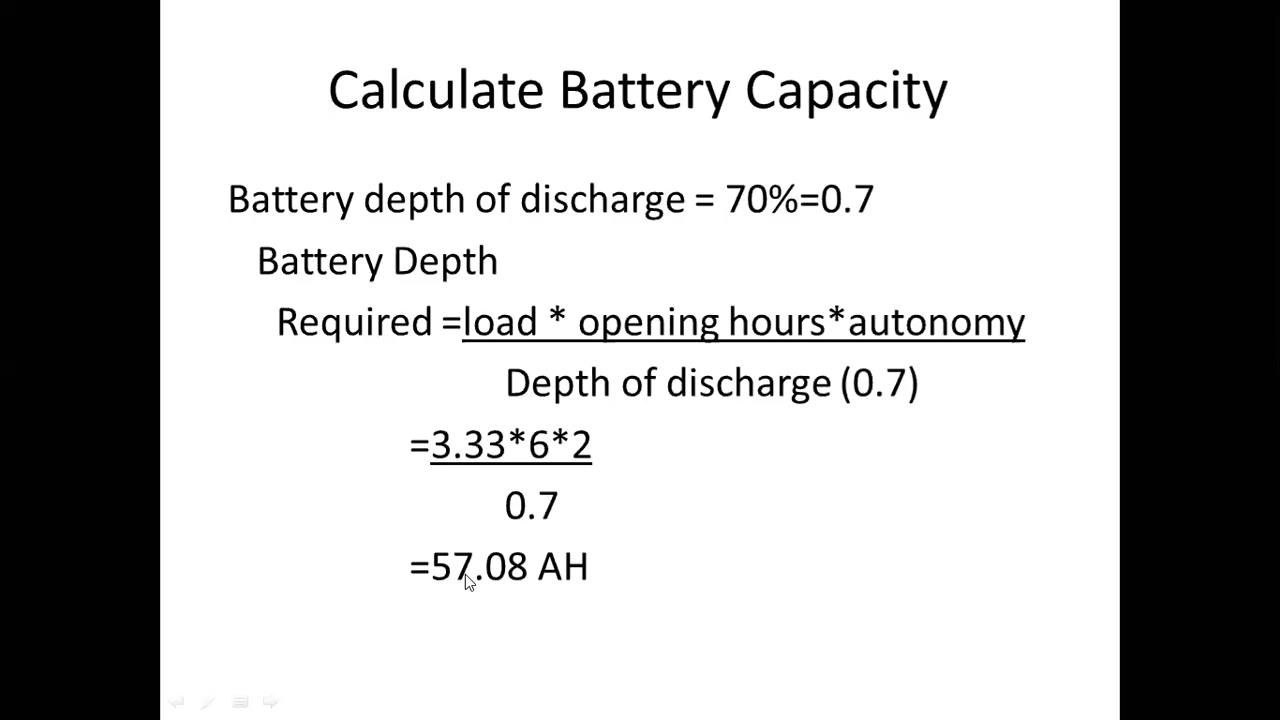 Calculate Battery Capacity
Battery depth of discharge = 70%=0.7
Battery Depth
Required =load * opening hours*autonomy
Depth of discharge (0.7)
=3.33*6*2
0.7
=57.08 AH